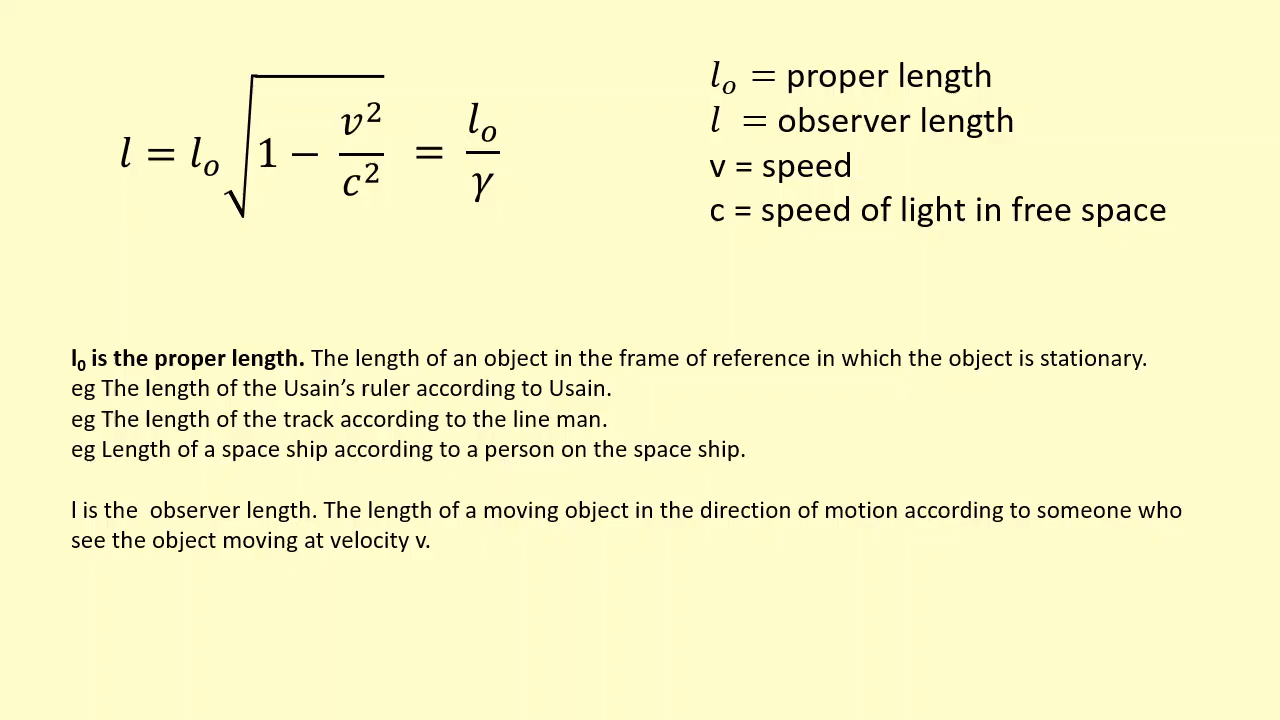 l = lₒ √(1 − v²/c²) = lₒ/γ
lₒ = proper length
l = observer length
v = speed
c = speed of light in free space
l₀ is the proper length. The length of an object in the frame of reference in which the object is stationary.
eg The length of the Usain’s ruler according to Usain.
eg The length of the track according to the line man.
eg Length of a space ship according to a person on the space ship.
l is the  observer length. The length of a moving object in the direction of motion according to someone who
see the object moving at velocity v.